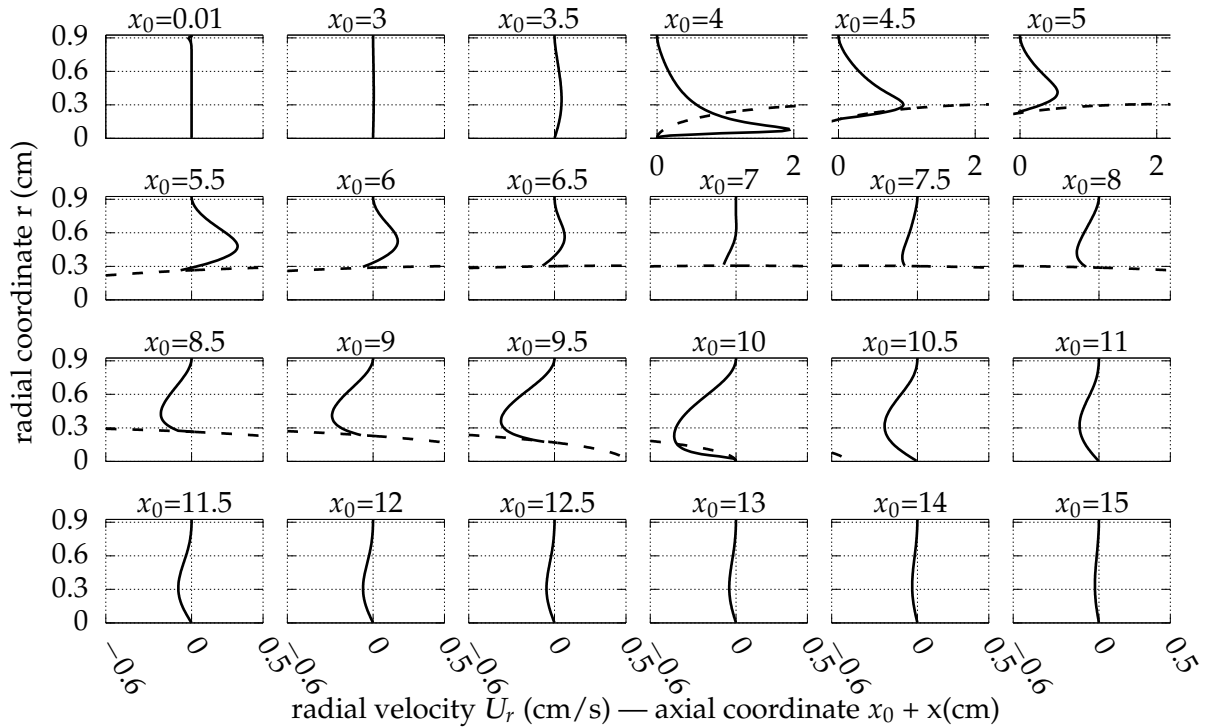 x₀=0.01 x₀=3 x₀=3.5 x₀=4 x₀=4.5 x₀=5
0.9
0.6
0.3
0
0 2 0 2 0 2
x₀=5.5 x₀=6 x₀=6.5 x₀=7 x₀=7.5 x₀=8
0.9
0.6
0.3
0
radial coordinate r (cm)
x₀=8.5 x₀=9 x₀=9.5 x₀=10 x₀=10.5 x₀=11
0.9
0.6
0.3
0
x₀=11.5 x₀=12 x₀=12.5 x₀=13 x₀=14 x₀=15
0.9
0.6
0.3
0
−0.6 0 0.5 −0.6 0 0.5 −0.6 0 0.5 −0.6 0 0.5 −0.6 0 0.5 −0.6 0 0.5
radial velocity Uᵣ (cm/s) — axial coordinate x₀ + x(cm)